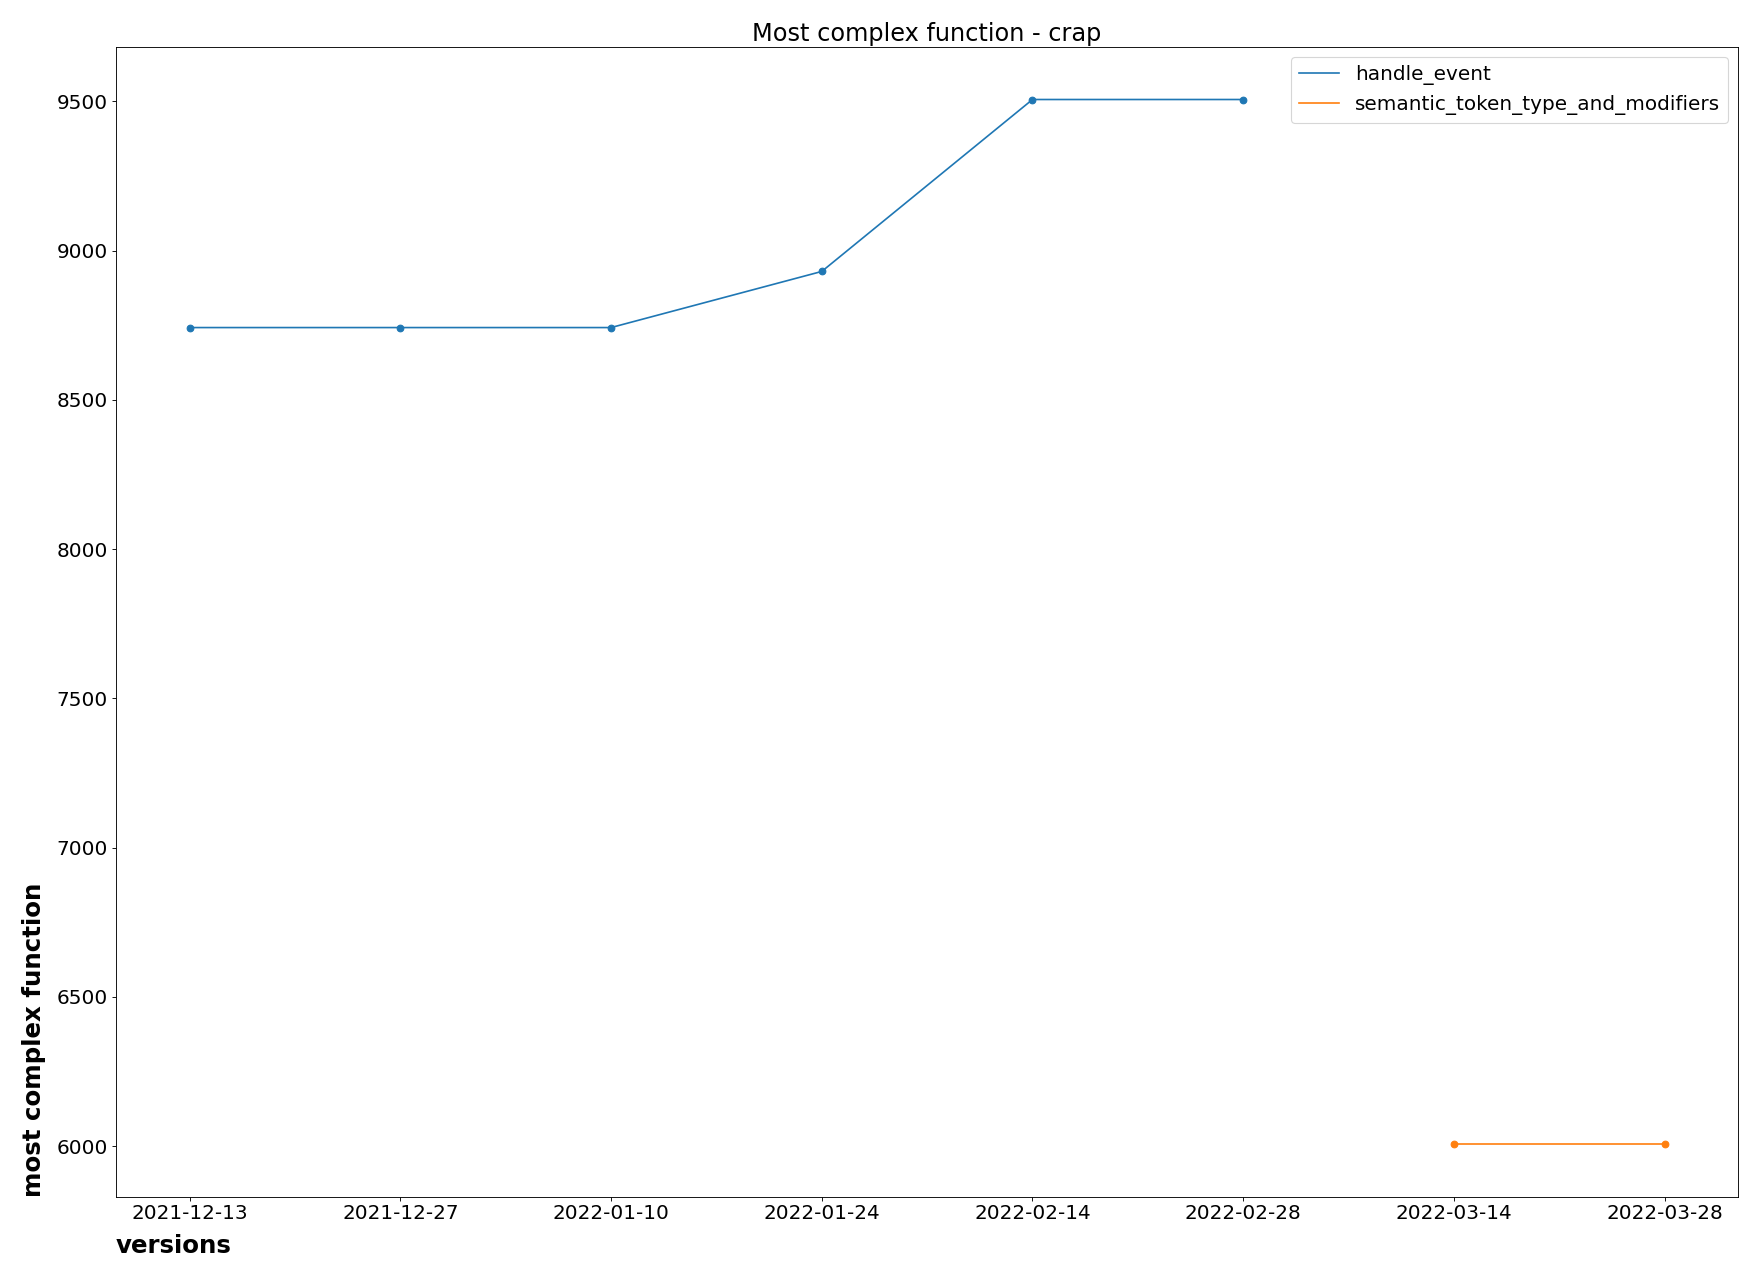 Most complex function - crap
handle_event
semantic_token_type_and_modifiers
9500
9000
8500
8000
7500
7000
6500
6000
most complex function
2021-12-13 2021-12-27 2022-01-10 2022-01-24 2022-02-14 2022-02-28 2022-03-14 2022-03-28
versions